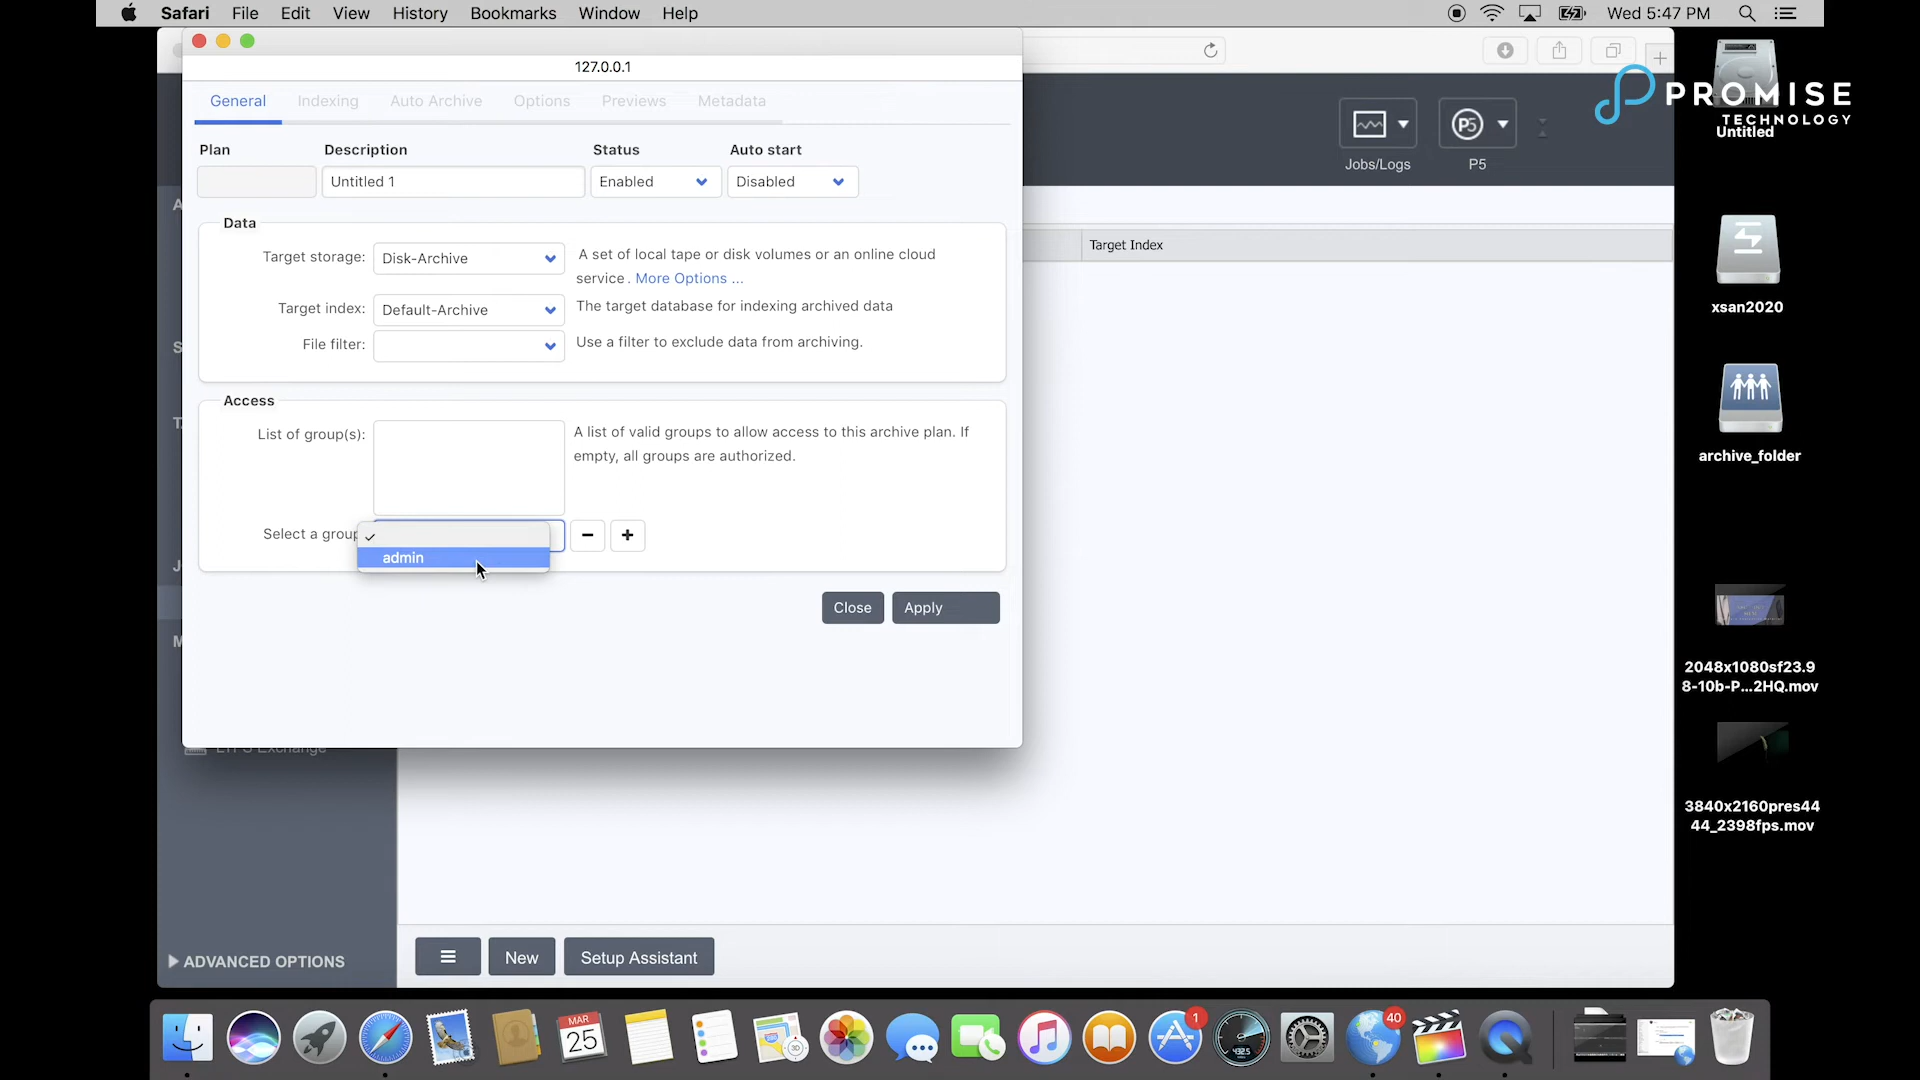 Safari File Edit View History Bookmarks Window Help Wed 5:47 PM
127.0.0.1
General Indexing Auto Archive Options Previews Metadata
PROMISE
TECHNOLOGY
Untitled
Plan Description Status Auto start
Untitled 1 Enabled Disabled
Jobs/Logs P5
Data
Target storage: Disk-Archive A set of local tape or disk volumes or an online cloud
service . More Options ...
Target index: Default-Archive The target database for indexing archived data
File filter: Use a filter to exclude data from archiving.
Target Index
xsan2020
Access
List of group(s): A list of valid groups to allow access to this archive plan. If
empty, all groups are authorized.
archive_folder
Select a group
admin
Close Apply
2048x1080sf23.9
8-10b-P...2HQ.mov
3840x2160pres44
44_2398fps.mov
Exchange
ADVANCED OPTIONS
New Setup Assistant
MAR
25
1
40